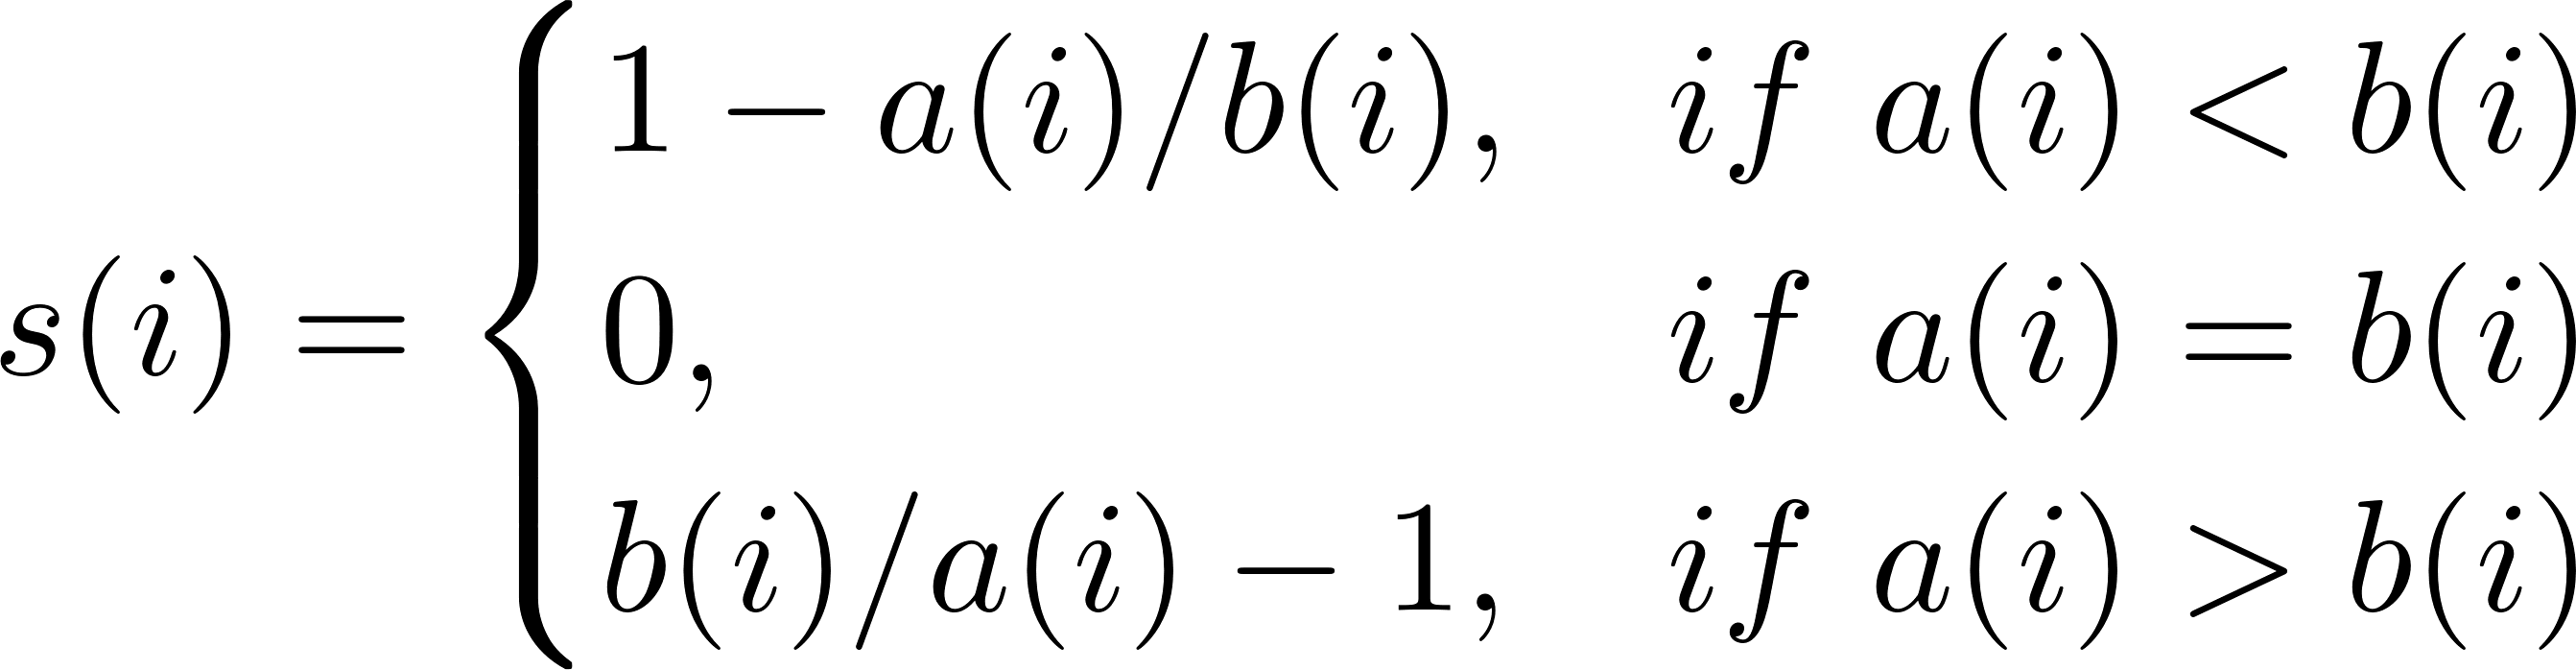 1 − a(i)/b(i), if a(i) < b(i)
s(i) = { 0, if a(i) = b(i)
b(i)/a(i) − 1, if a(i) > b(i)